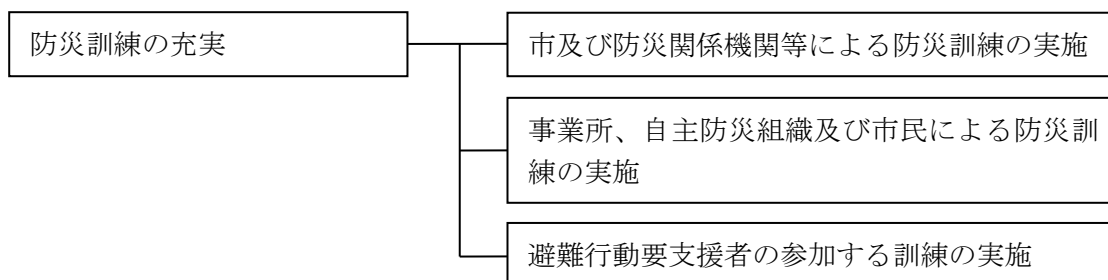 防災訓練の充実
市及び防災関係機関等による防災訓練の実施
事業所、自主防災組織及び市民による防災訓
練の実施
避難行動要支援者の参加する訓練の実施